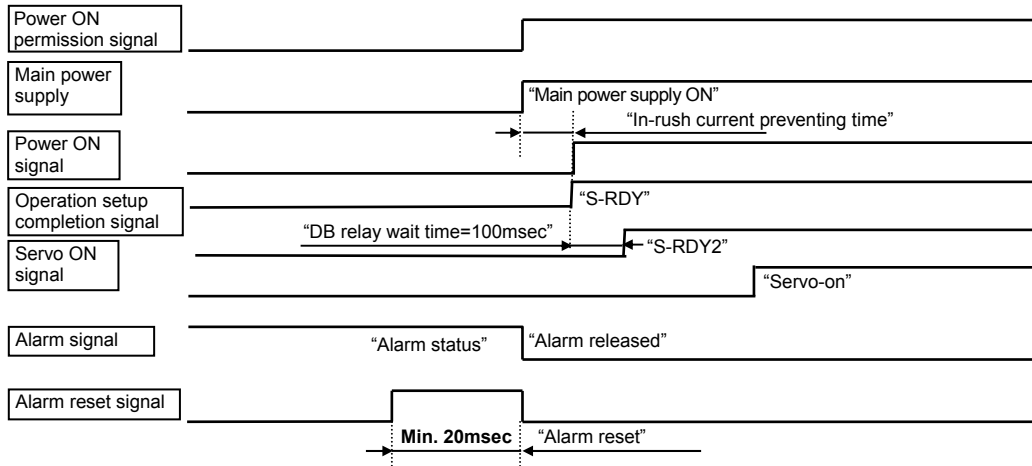 Power ON
permission signal
Main power
supply
“Main power supply ON”
“In-rush current preventing time”
Power ON
signal
Operation setup
completion signal
“S-RDY”
“DB relay wait time=100msec”
“S-RDY2”
Servo ON
signal
“Servo-on”
Alarm signal
“Alarm status”
“Alarm released”
Alarm reset signal
Min. 20msec
“Alarm reset”